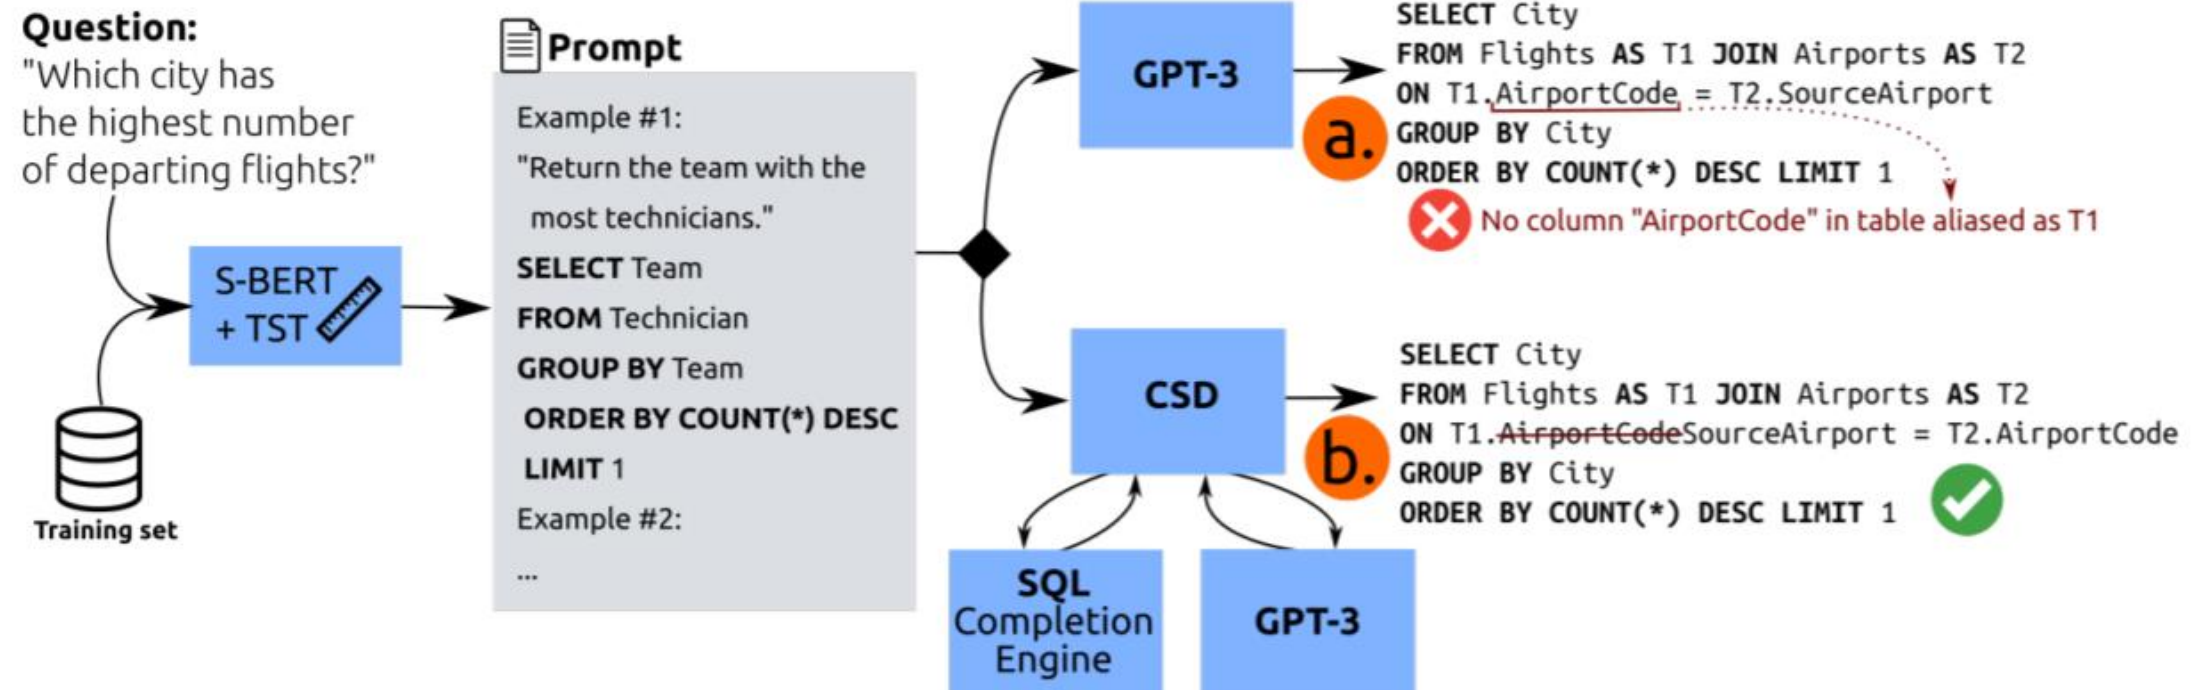 Question:
"Which city has
the highest number
of departing flights?"
S-BERT
+ TST
Training set
Prompt
Example #1:
"Return the team with the
most technicians."
SELECT Team
FROM Technician
GROUP BY Team
ORDER BY COUNT(*) DESC
LIMIT 1
Example #2:
...
GPT-3
a.
SELECT City
FROM Flights AS T1 JOIN Airports AS T2
ON T1.AirportCode = T2.SourceAirport
GROUP BY City
ORDER BY COUNT(*) DESC LIMIT 1
No column "AirportCode" in table aliased as T1
CSD
b.
SELECT City
FROM Flights AS T1 JOIN Airports AS T2
ON T1.AirportCodeSourceAirport = T2.AirportCode
GROUP BY City
ORDER BY COUNT(*) DESC LIMIT 1
SQL
Completion
Engine
GPT-3